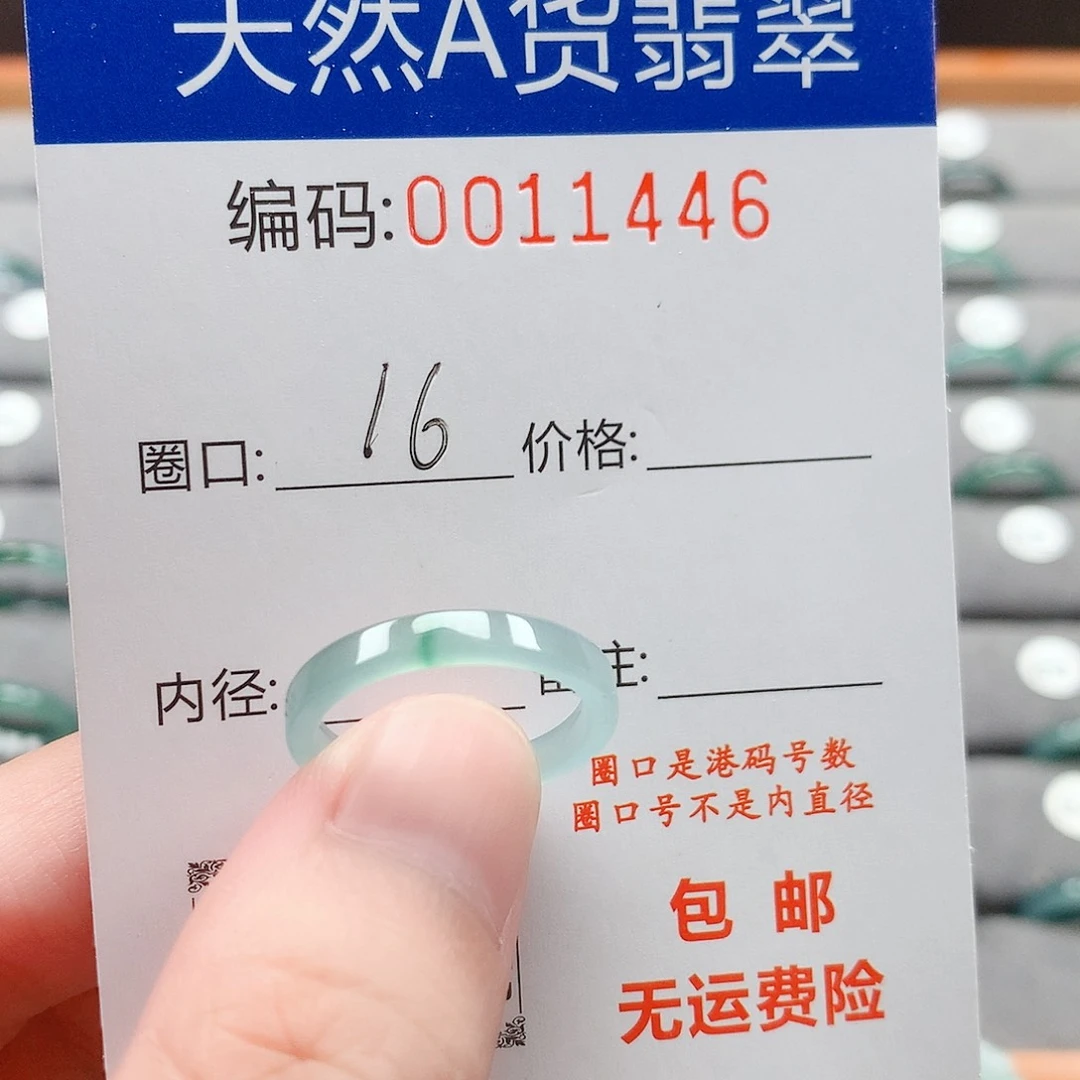 天然A货翡翠
编码:0011446
圈口: 16 价格:
内径: 注:
圈口是港码号数
圈口号不是内直径
包邮
无运费险